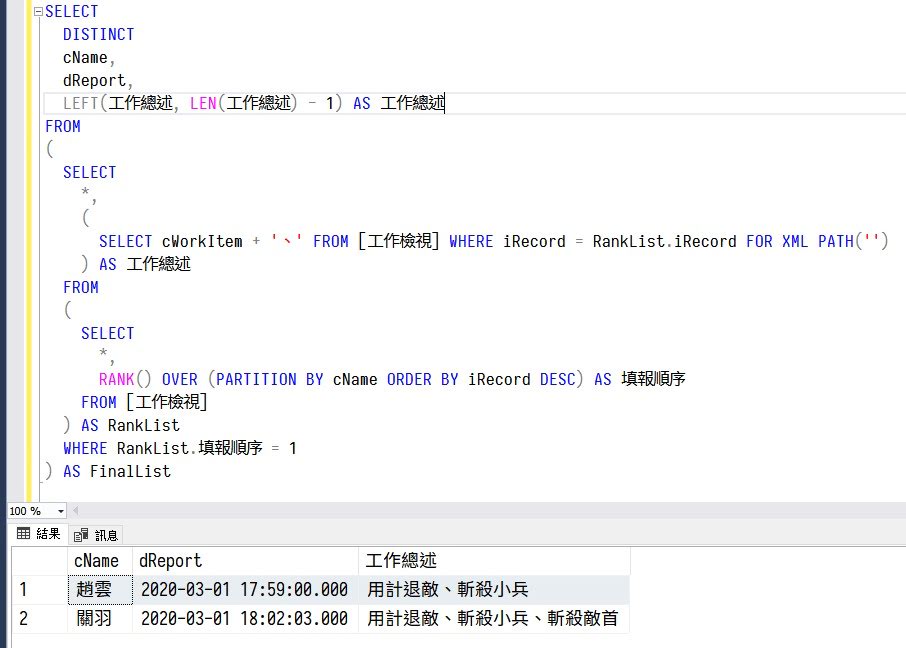 SELECT
DISTINCT
cName,
dReport,
LEFT(工作總述, LEN(工作總述) - 1) AS 工作總述
FROM
(
SELECT
*,
(
SELECT cWorkItem + '、' FROM [工作檢視] WHERE iRecord = RankList.iRecord FOR XML PATH('')
) AS 工作總述
FROM
(
SELECT
*,
RANK() OVER (PARTITION BY cName ORDER BY iRecord DESC) AS 填報順序
FROM [工作檢視]
) AS RankList
WHERE RankList.填報順序 = 1
) AS FinalList
100 %
結果 訊息
cName dReport 工作總述
1 趙雲 2020-03-01 17:59:00.000 用計退敵、斬殺小兵
2 關羽 2020-03-01 18:02:03.000 用計退敵、斬殺小兵、斬殺敵首